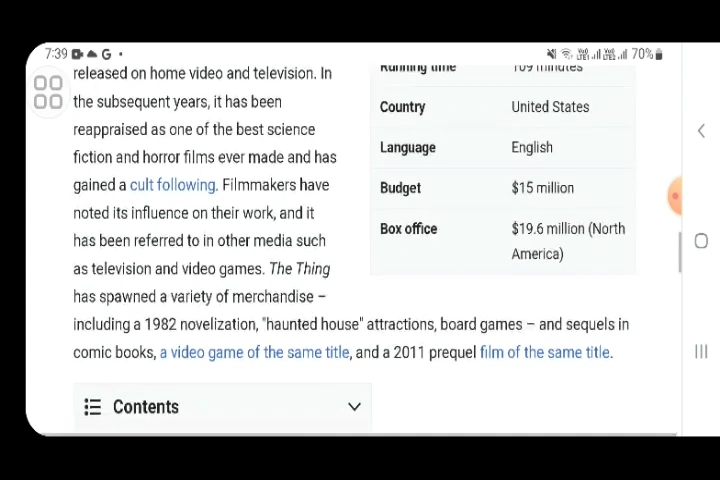 7:39 G 70%
released on home video and television. In
the subsequent years, it has been
reappraised as one of the best science
fiction and horror films ever made and has
gained a cult following. Filmmakers have
noted its influence on their work, and it
has been referred to in other media such
as television and video games. The Thing
has spawned a variety of merchandise –
including a 1982 novelization, "haunted house" attractions, board games – and sequels in
comic books, a video game of the same title, and a 2011 prequel film of the same title.
Running time 109 minutes
Country United States
Language English
Budget $15 million
Box office $19.6 million (North
America)
Contents